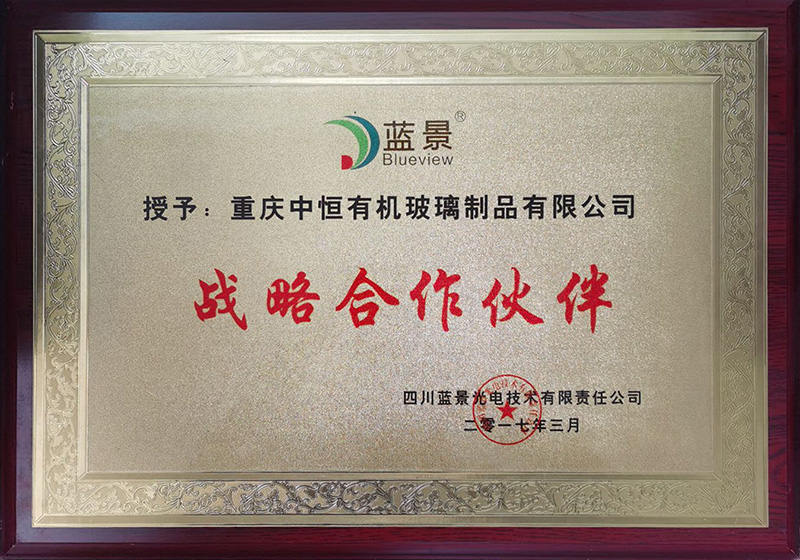 蓝景®
Blueview
授予：重庆中恒有机玻璃制品有限公司
战略合作伙伴
四川蓝景光电技术有限责任公司
二零一七年三月